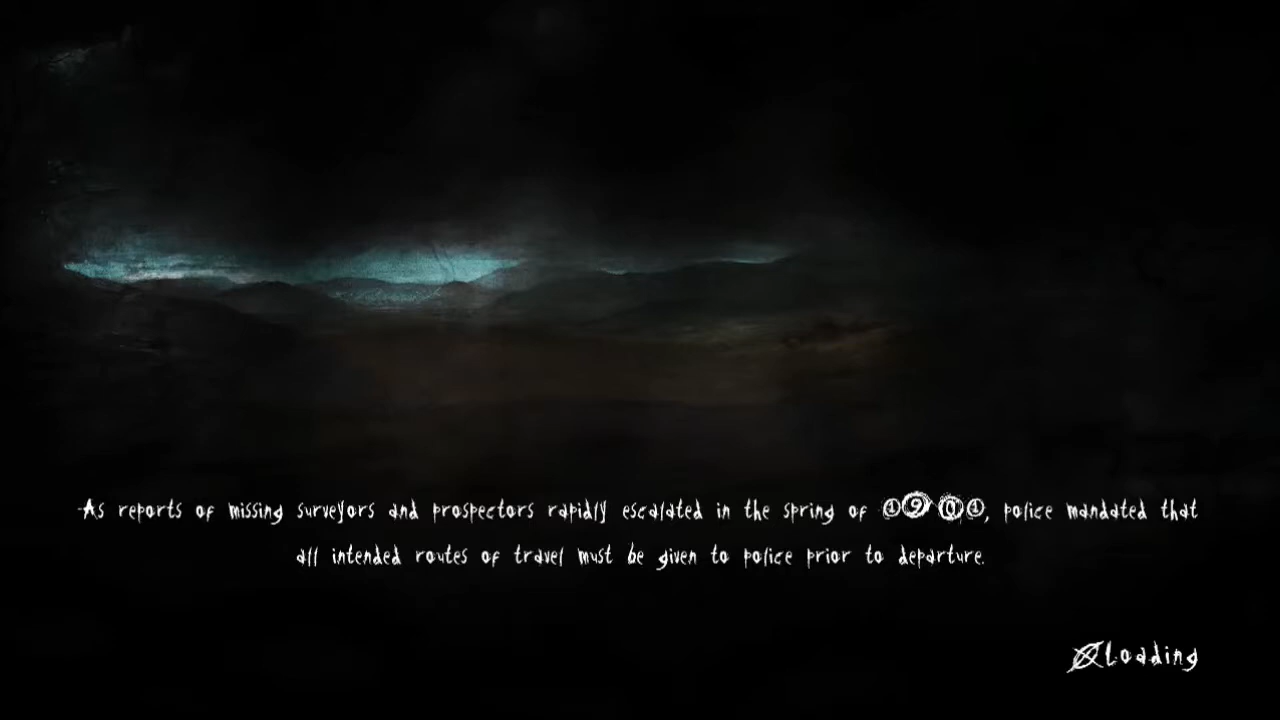 As reports of missing surveyors and prospectors rapidly escalated in the spring of 1901, police mandated that
all intended routes of travel must be given to police prior to departure.
Loading